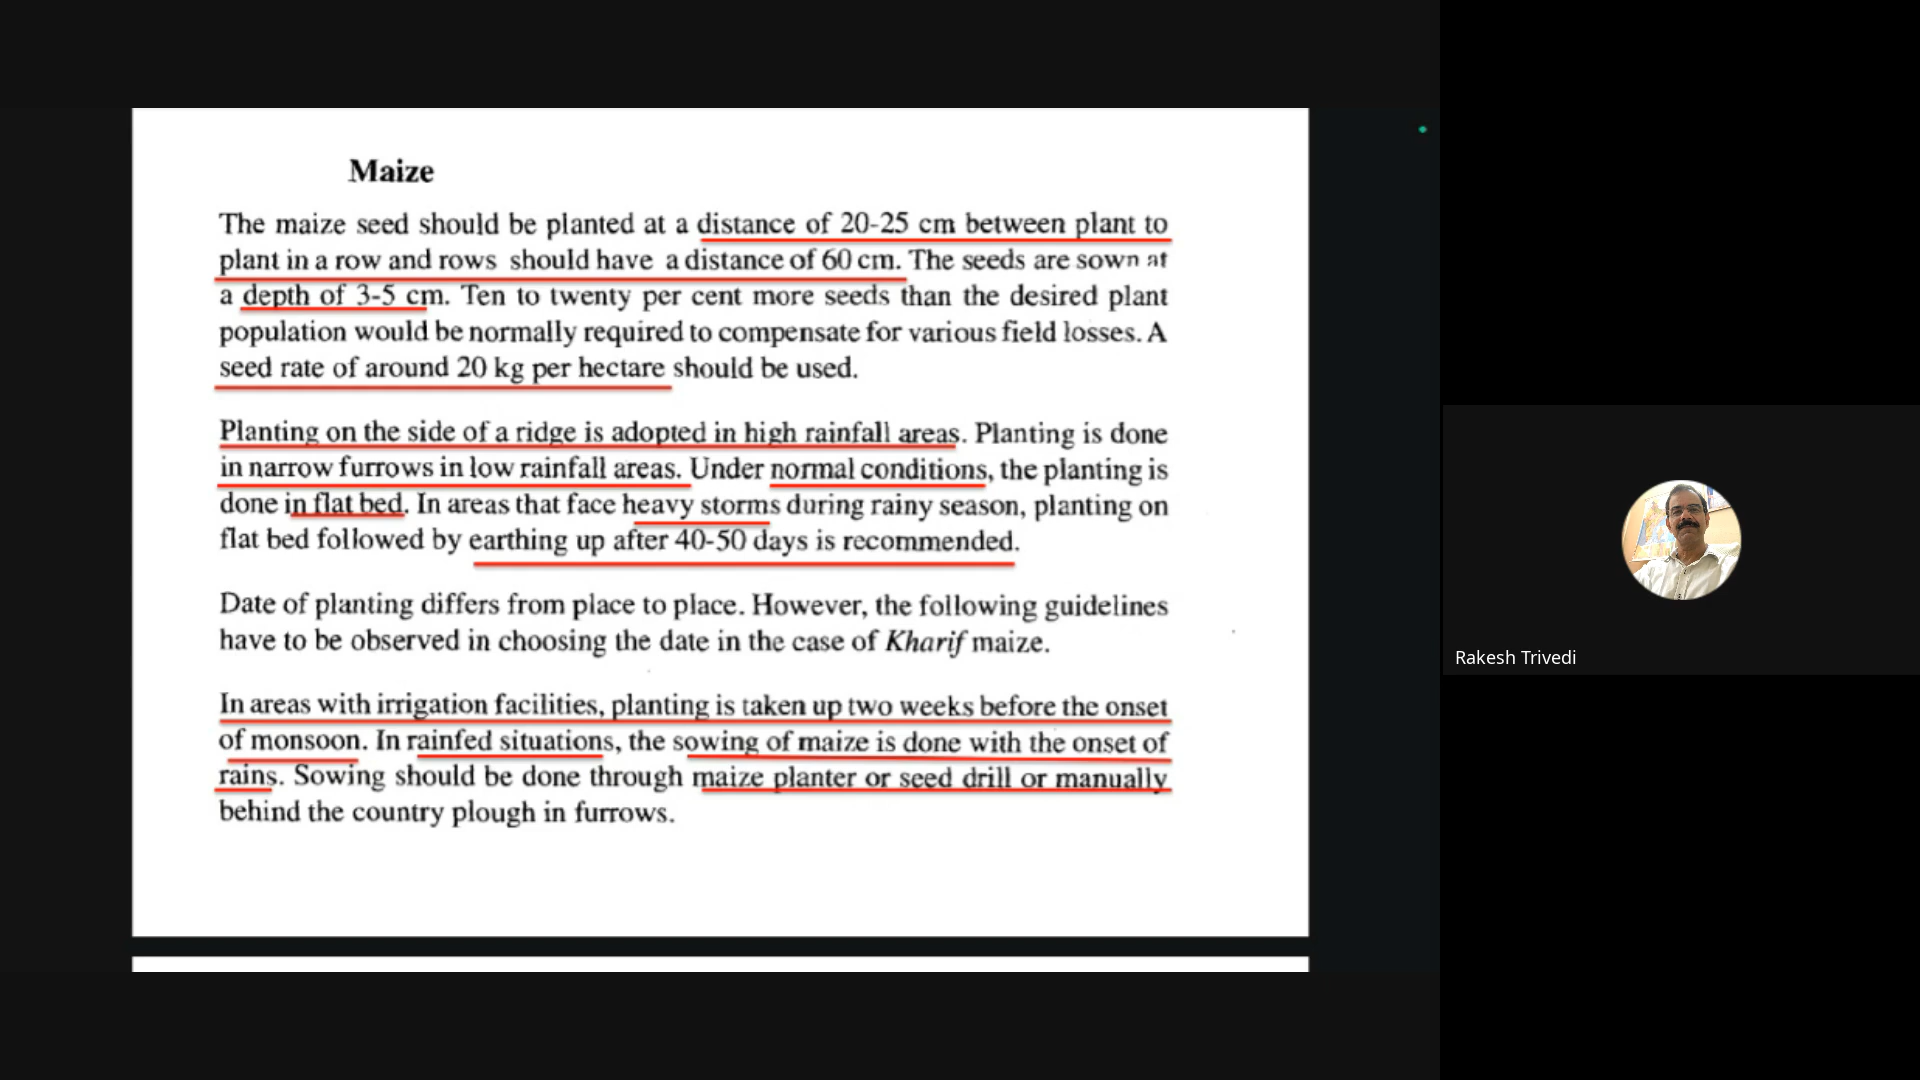 Maize
The maize seed should be planted at a distance of 20-25 cm between plant to
plant in a row and rows should have a distance of 60 cm. The seeds are sown at
a depth of 3-5 cm. Ten to twenty per cent more seeds than the desired plant
population would be normally required to compensate for various field losses. A
seed rate of around 20 kg per hectare should be used.
Planting on the side of a ridge is adopted in high rainfall areas. Planting is done
in narrow furrows in low rainfall areas. Under normal conditions, the planting is
done in flat bed. In areas that face heavy storms during rainy season, planting on
flat bed followed by earthing up after 40-50 days is recommended.
Date of planting differs from place to place. However, the following guidelines
have to be observed in choosing the date in the case of Kharif maize.
In areas with irrigation facilities, planting is taken up two weeks before the onset
of monsoon. In rainfed situations, the sowing of maize is done with the onset of
rains. Sowing should be done through maize planter or seed drill or manually
behind the country plough in furrows.
Rakesh Trivedi